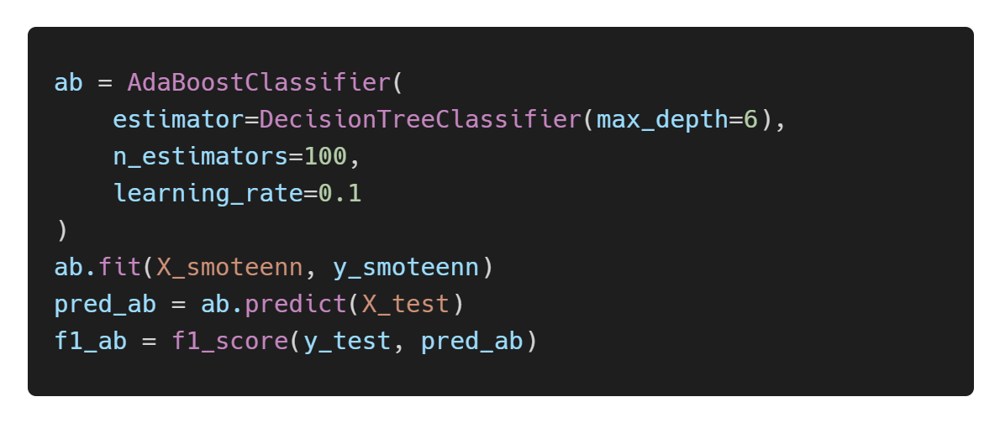 ab = AdaBoostClassifier(
    estimator=DecisionTreeClassifier(max_depth=6),
    n_estimators=100,
    learning_rate=0.1
)
ab.fit(X_smoteenn, y_smoteenn)
pred_ab = ab.predict(X_test)
f1_ab = f1_score(y_test, pred_ab)